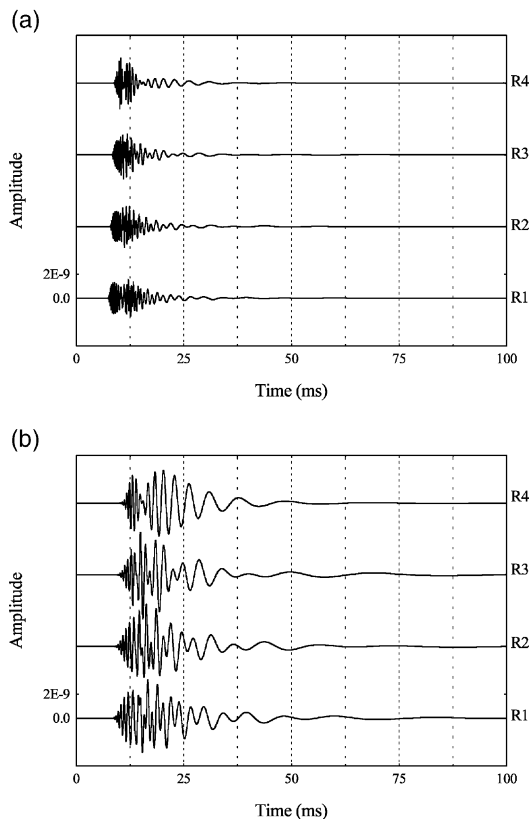 (a)
R4
R3
R2
R1
Amplitude
2E-9
0.0
0 25 50 75 100
Time (ms)
(b)
R4
R3
R2
R1
Amplitude
2E-9
0.0
0 25 50 75 100
Time (ms)